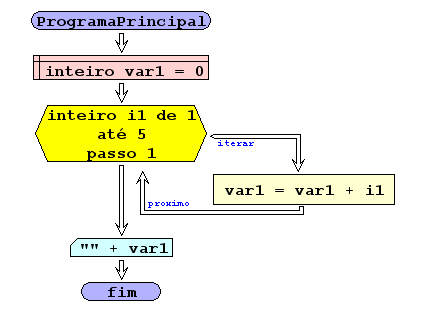 ProgramaPrincipal
inteiro var1 = 0
inteiro i1 de 1
até 5
passo 1
iterar
var1 = var1 + i1
proximo
"" + var1
fim